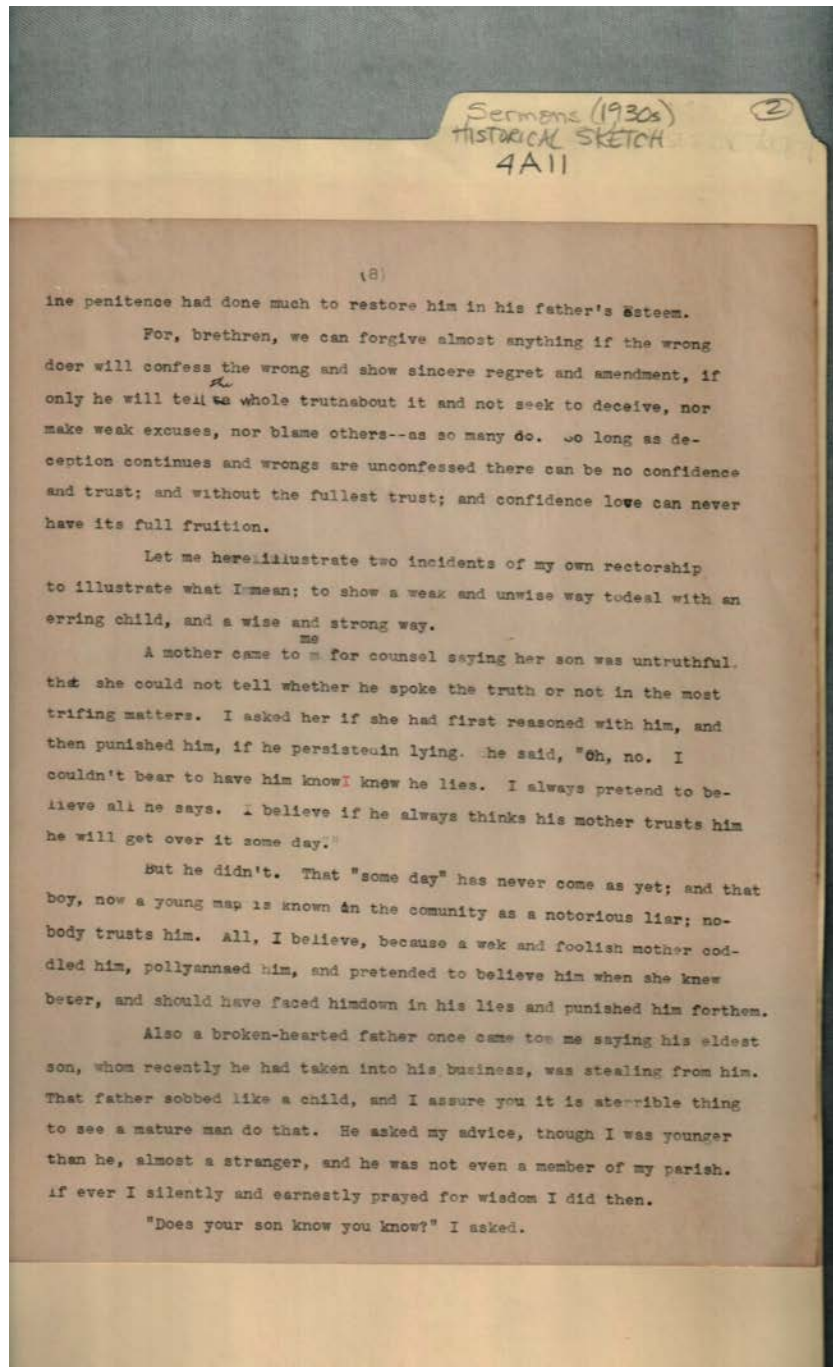 Sermons (1930s) 2
HISTORICAL SKETCH
4A11
(8)
ine penitence had done much to restore him in his father's esteem.
For, brethren, we can forgive almost anything if the wrong
doer will confess the wrong and show sincere regret and amendment, if
only he will tell the whole truthabout it and not seek to deceive, nor
make weak excuses, nor blame others--as so many do. So long as de-
ception continues and wrongs are unconfessed there can be no confidence
and trust; and without the fullest trust; and confidence love can never
have its full fruition.
Let me here illustrate two incidents of my own rectorship
to illustrate what I mean; to show a weak and unwise way todeal with an
erring child, and a wise and strong way.
A mother came to me for counsel saying her son was untruthful.
that she could not tell whether he spoke the truth or not in the most
trifing matters. I asked her if she had first reasoned with him, and
then punished him, if he persistedin lying. She said, "Oh, no. I
couldn't bear to have him knowI knew he lies. I always pretend to be-
lieve all he says. I believe if he always thinks his mother trusts him
he will get over it some day."
But he didn't. That "some day" has never come as yet; and that
boy, now a young man is known in the comunity as a notorious liar; no-
body trusts him. All, I believe, because a wek and foolish mother cod-
dled him, pollyannaed him, and pretended to believe him when she knew
beter, and should have faced himdown in his lies and punished him forthem.
Also a broken-hearted father once came to me saying his eldest
son, whom recently he had taken into his business, was stealing from him.
That father sobbed like a child, and I assure you it is aterrible thing
to see a mature man do that. He asked my advice, though I was younger
than he, almost a stranger, and he was not even a member of my parish.
If ever I silently and earnestly prayed for wisdom I did then.
"Does your son know you know?" I asked.